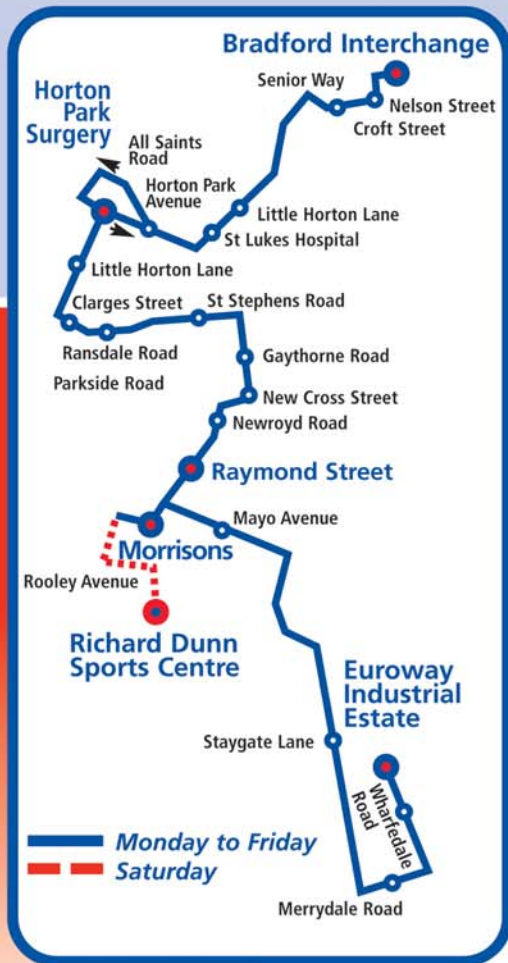 Bradford Interchange
Senior Way
Nelson Street
Croft Street
Horton
Park
Surgery
All Saints
Road
Horton Park
Avenue
Little Horton Lane
St Lukes Hospital
Little Horton Lane
Clarges Street
St Stephens Road
Ransdale Road
Gaythorne Road
Parkside Road
New Cross Street
Newroyd Road
Raymond Street
Mayo Avenue
Morrisons
Rooley Avenue
Richard Dunn
Sports Centre
Euroway
Industrial
Estate
Staygate Lane
Wharfedale
Road
Monday to Friday
Saturday
Merrydale Road